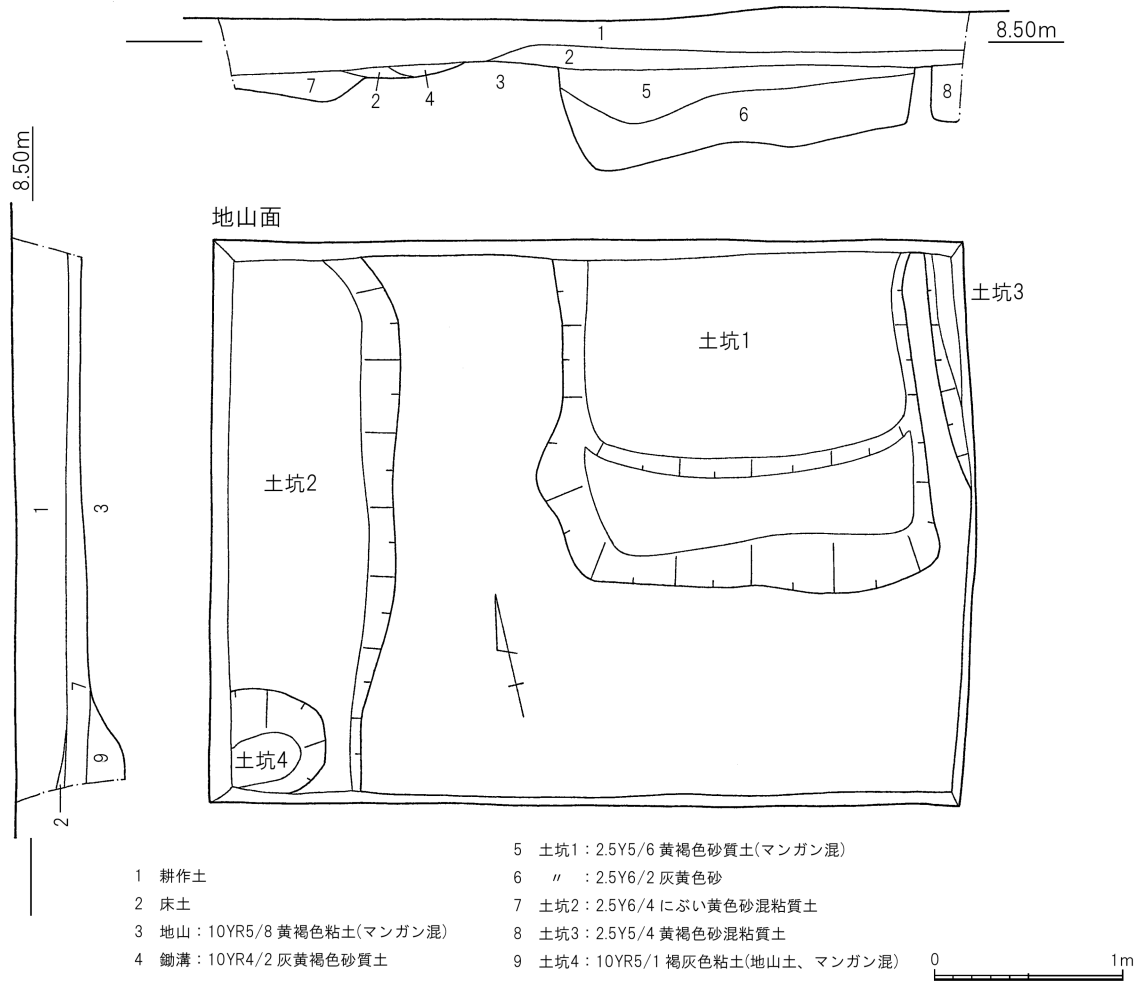 1
8.50m
2
3
7
2
4
5
6
8
8.50m
地山面
土坑3
土坑1
土坑2
1
3
7
土坑4
9
2
1 耕作土
2 床土
3 地山：10YR5/8 黄褐色粘土(マンガン混)
4 鋤溝：10YR4/2 灰黄褐色砂質土
5 土坑1：2.5Y5/6 黄褐色砂質土(マンガン混)
6 〃 ：2.5Y6/2 灰黄色砂
7 土坑2：2.5Y6/4 にぶい黄色砂混粘質土
8 土坑3：2.5Y5/4 黄褐色砂混粘質土
9 土坑4：10YR5/1 褐灰色粘土(地山土、マンガン混)
0 1m